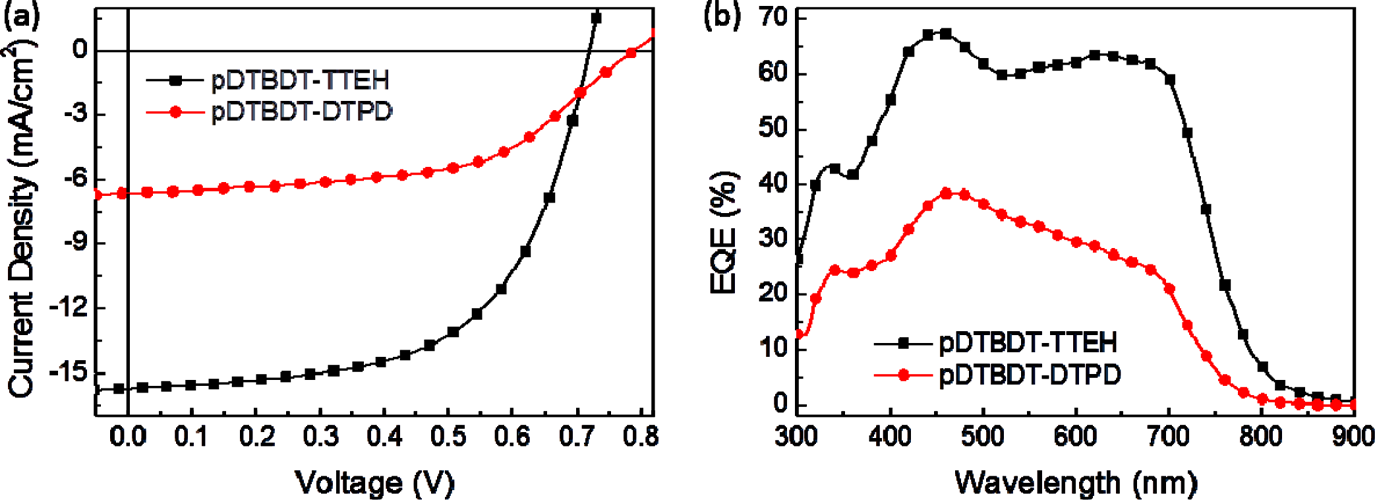 (a)
Current Density (mA/cm²)
0
-3
-6
-9
-12
-15
pDTBDT-TTEH
pDTBDT-DTPD
0.0 0.1 0.2 0.3 0.4 0.5 0.6 0.7 0.8
Voltage (V)
(b)
EQE (%)
70
60
50
40
30
20
10
0
pDTBDT-TTEH
pDTBDT-DTPD
300 400 500 600 700 800 900
Wavelength (nm)